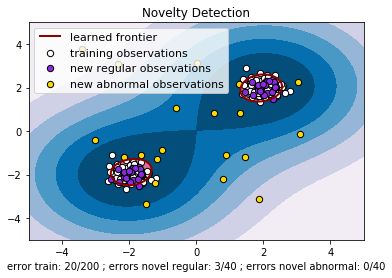 Novelty Detection
learned frontier
training observations
new regular observations
new abnormal observations
4
2
0
−2
−4
−4 −2 0 2 4
error train: 20/200 ; errors novel regular: 3/40 ; errors novel abnormal: 0/40